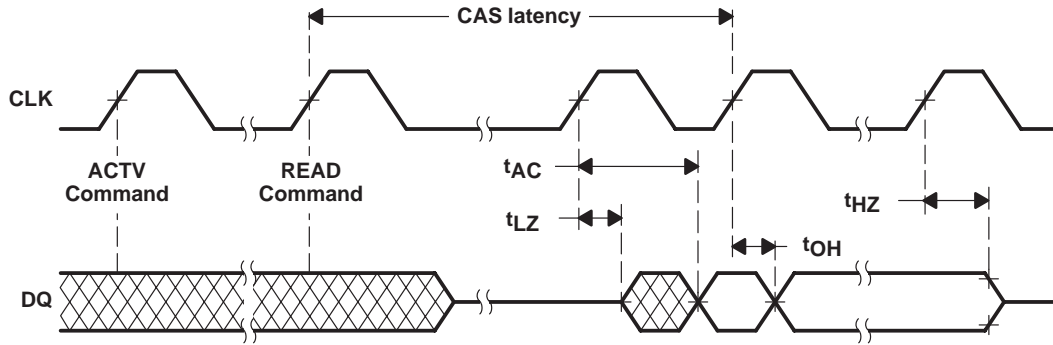 CAS latency
CLK
ACTV
Command
READ
Command
tAC
tLZ
tHZ
tOH
DQ